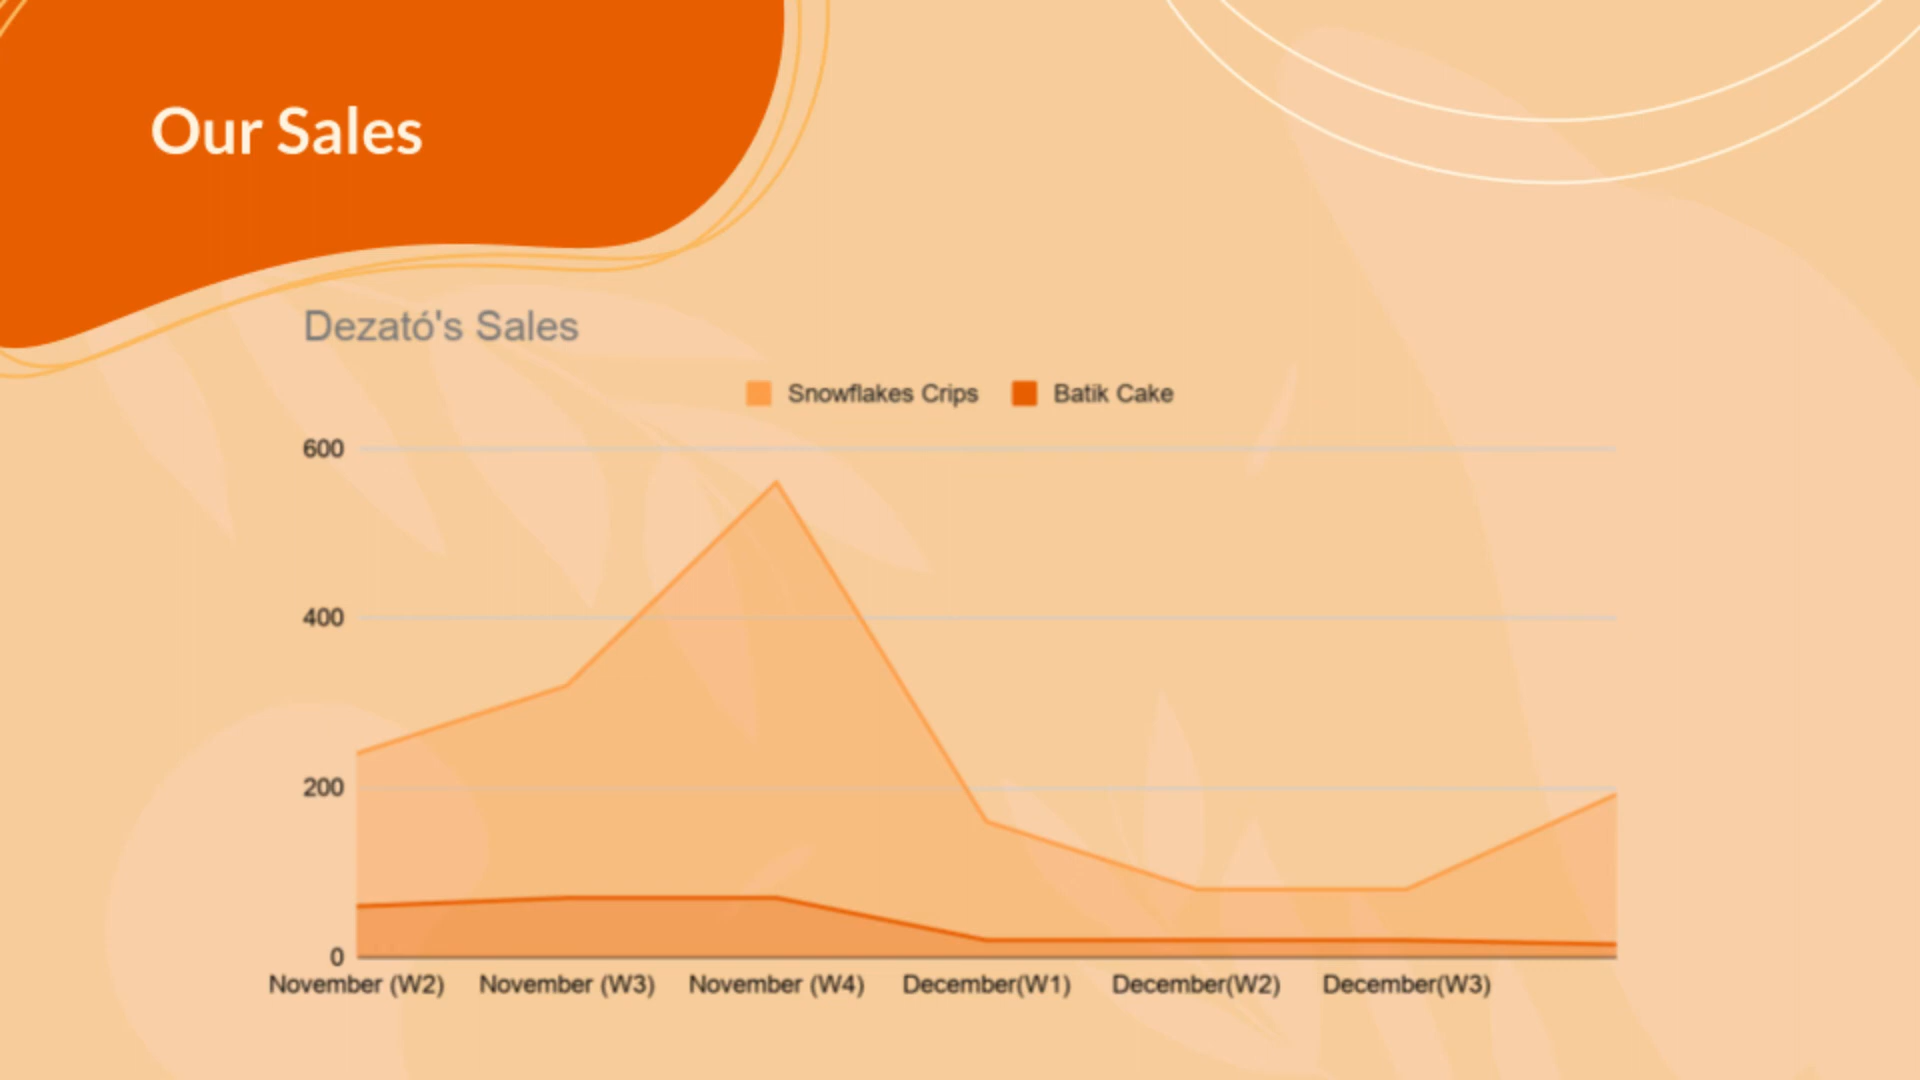 Our Sales
Dezató's Sales
Snowflakes Crips
Batik Cake
600
400
200
0
November (W2)
November (W3)
November (W4)
December(W1)
December(W2)
December(W3)